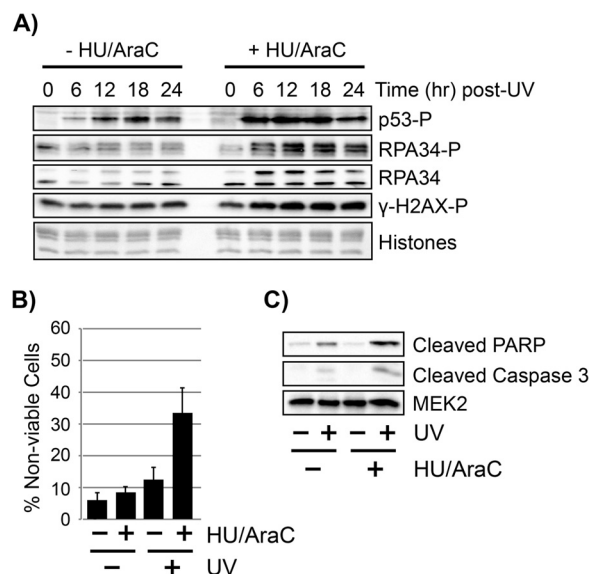 A)
- HU/AraC + HU/AraC
0 6 12 18 24 0 6 12 18 24 Time (hr) post-UV
p53-P
RPA34-P
RPA34
γ-H2AX-P
Histones
B)
60
50
40
30
20
10
0
% Non-viable Cells
− + − + HU/AraC
− + UV
C)
Cleaved PARP
Cleaved Caspase 3
MEK2
− + − + UV
− + HU/AraC